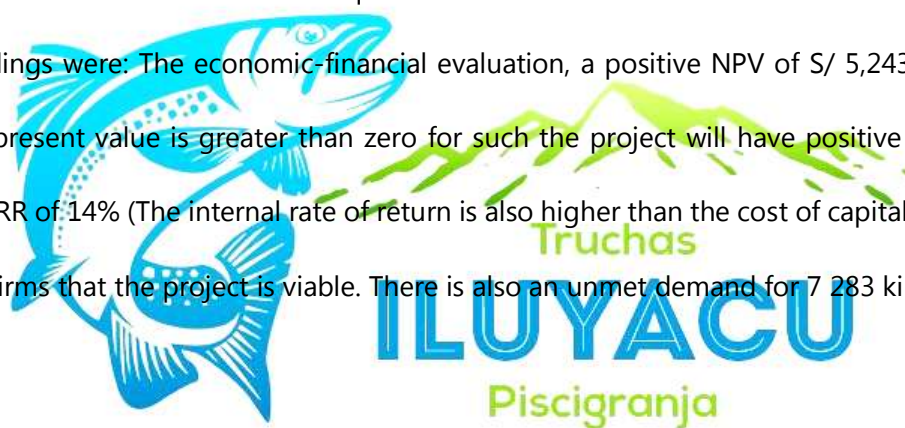 dings were: The economic-financial evaluation, a positive NPV of S/ 5,243
present value is greater than zero for such the project will have positive
RR of 14% (The internal rate of return is also higher than the cost of capital
Truchas
irms that the project is viable. There is also an unmet demand for 7 283 ki
ILUYACU
Piscigranja